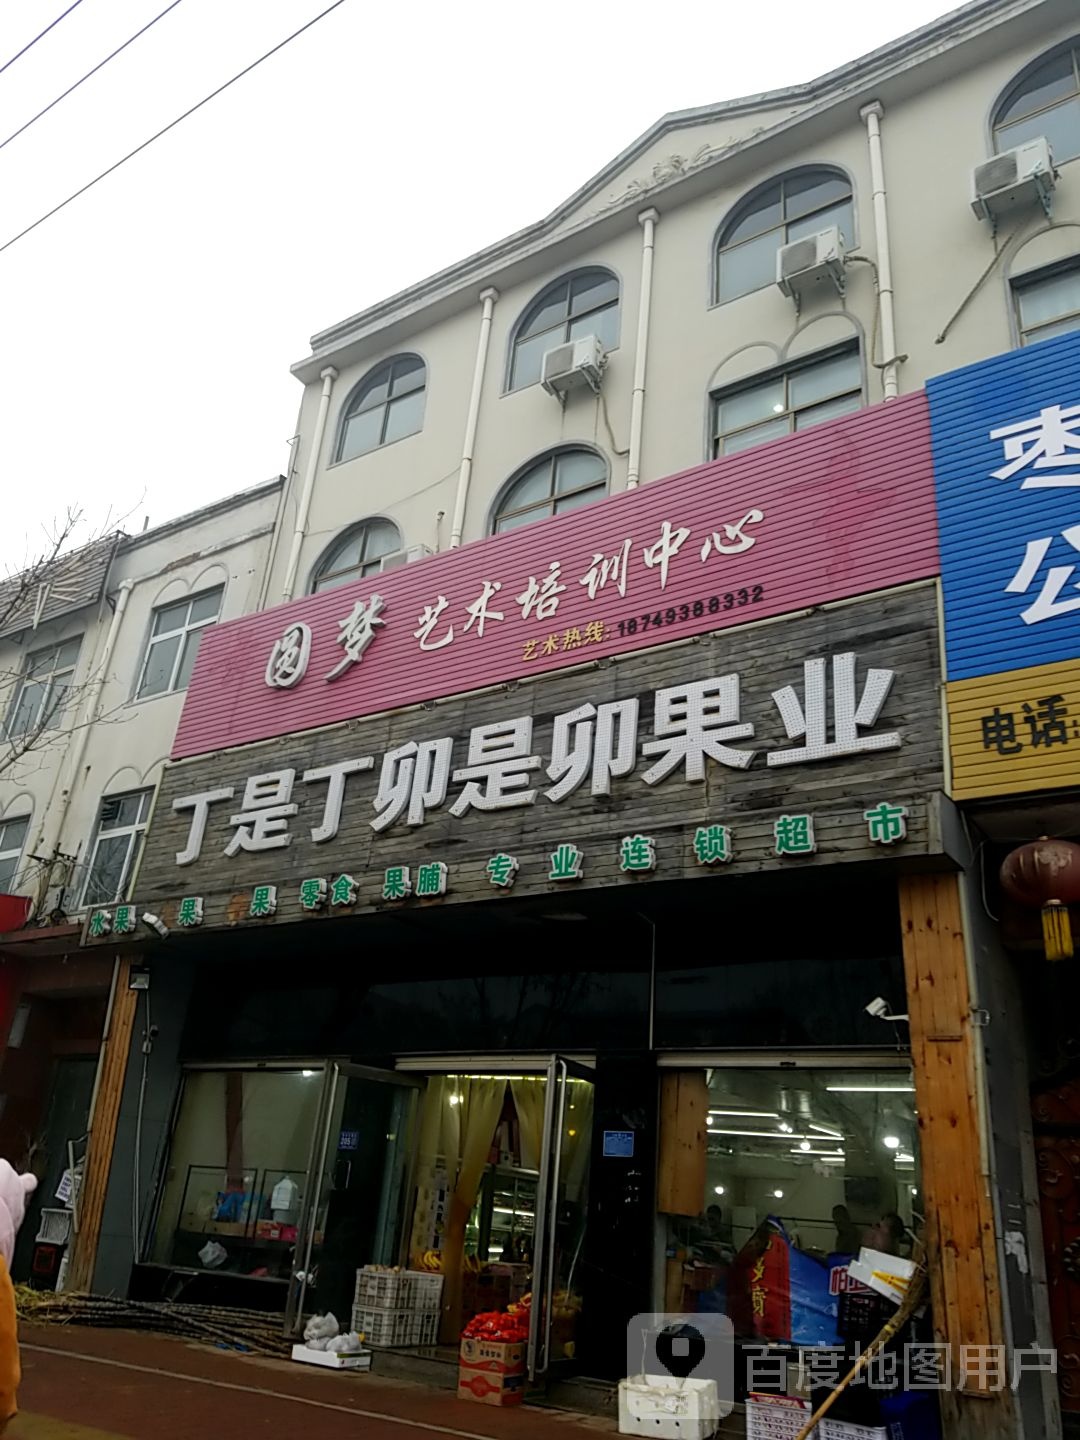 圆梦 艺术培训中心
艺术热线: 18749388332
丁是丁卯是卯果业
水果 果 果 零食 果脯 专业连锁超市
枣
公
电话:
205
百度地图用户